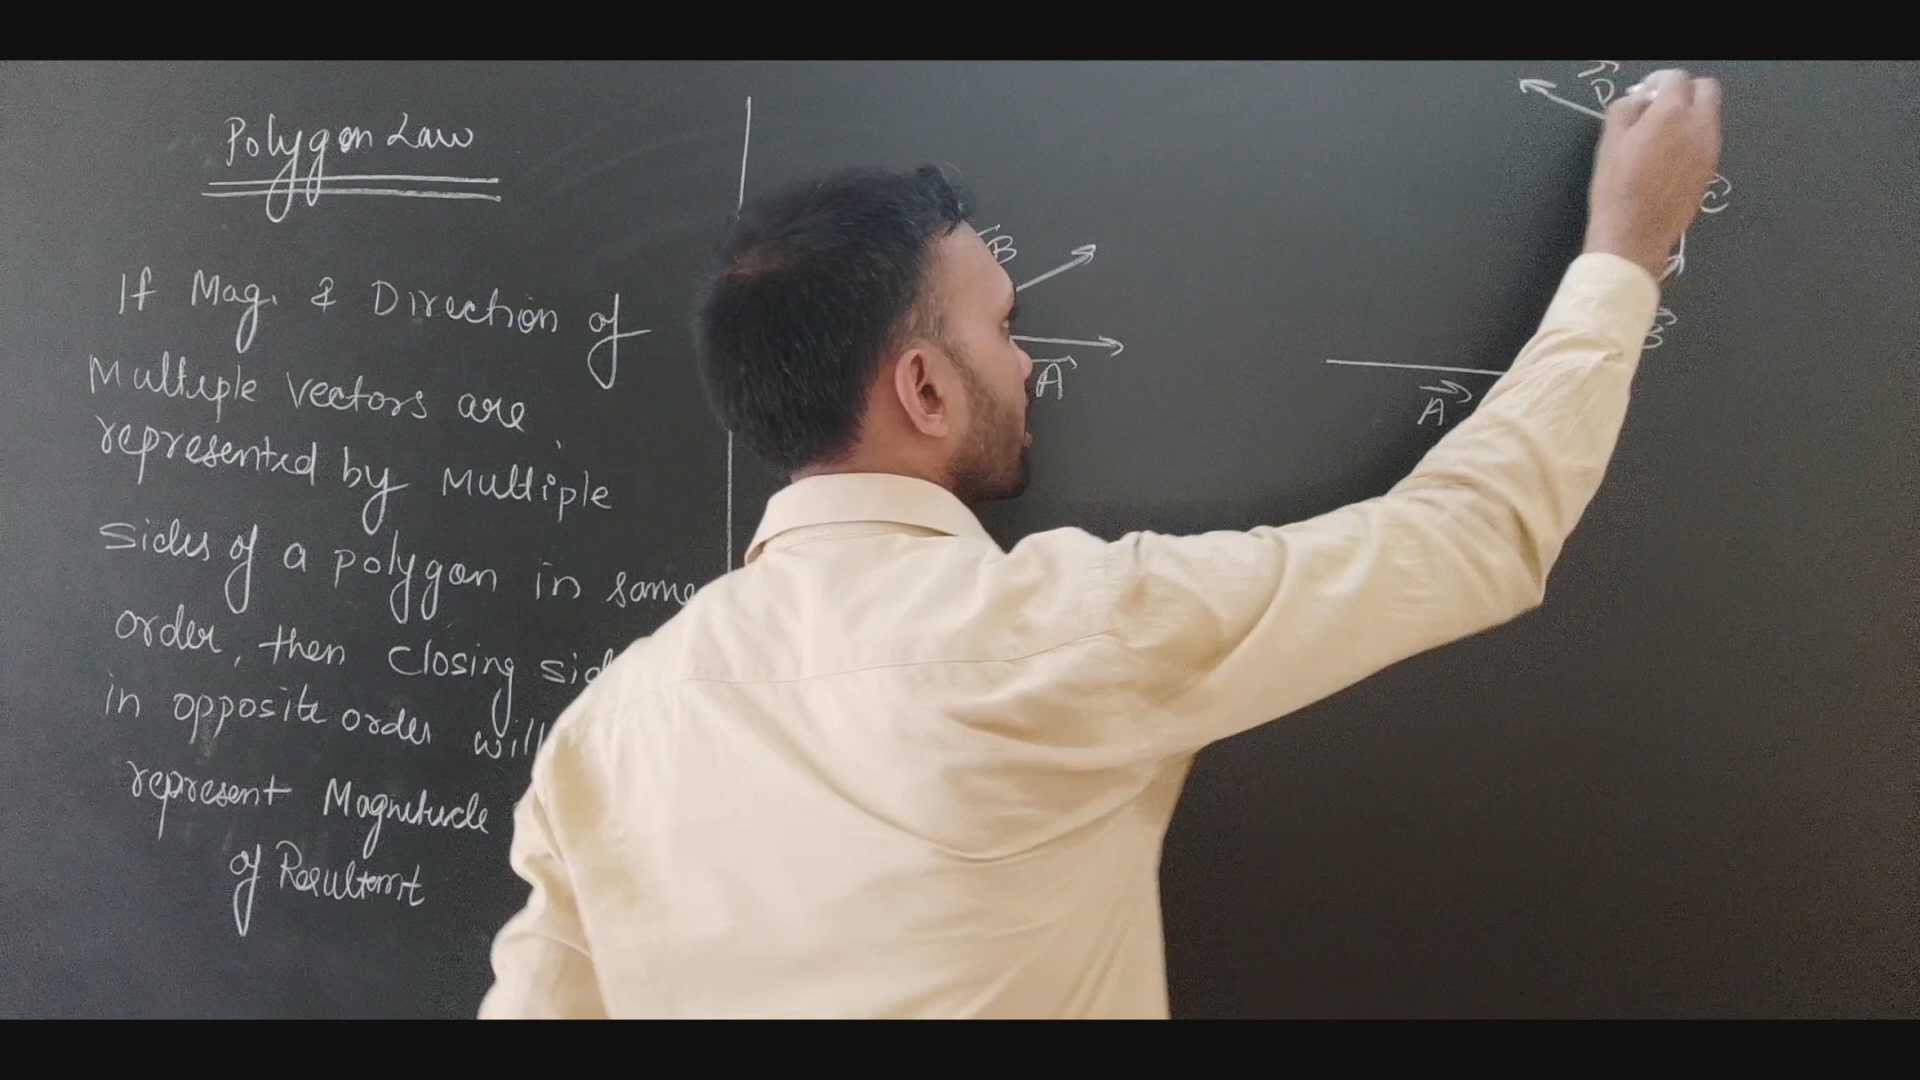 Polygon Law
If Mag. & Direction of
Multiple vectors are
represented by Multiple
sides of a polygon in same
order, then closing
in opposite order will
represent Magnitude
of Resultant
B
A
A
B
C
D